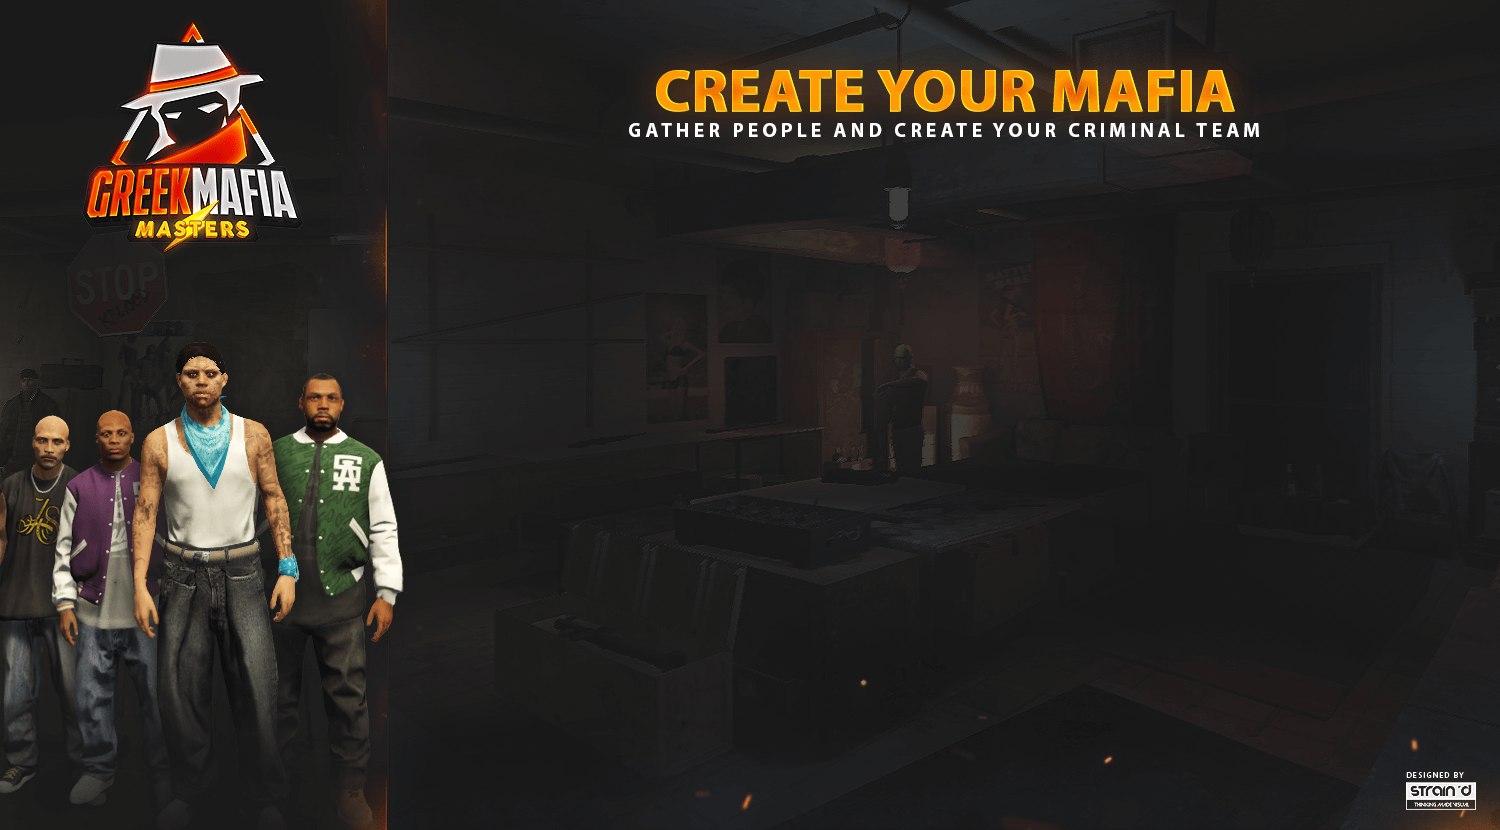 GREEKMAFIA
MASTERS
STOP
CREATE YOUR MAFIA
GATHER PEOPLE AND CREATE YOUR CRIMINAL TEAM
SA
DESIGNED BY
strain'd
THINKING MADE VISUAL